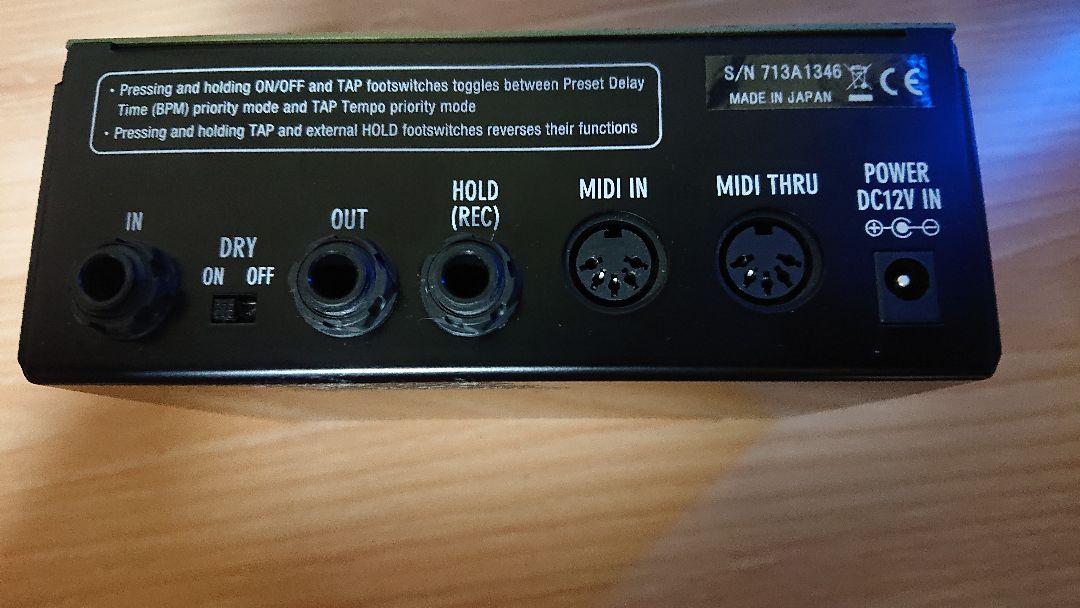 • Pressing and holding ON/OFF and TAP footswitches toggles between Preset Delay
Time (BPM) priority mode and TAP Tempo priority mode
• Pressing and holding TAP and external HOLD footswitches reverses their functions
S/N 713A1346 CE
MADE IN JAPAN
IN
DRY
ON OFF
OUT
HOLD
(REC)
MIDI IN
MIDI THRU
POWER
DC12V IN